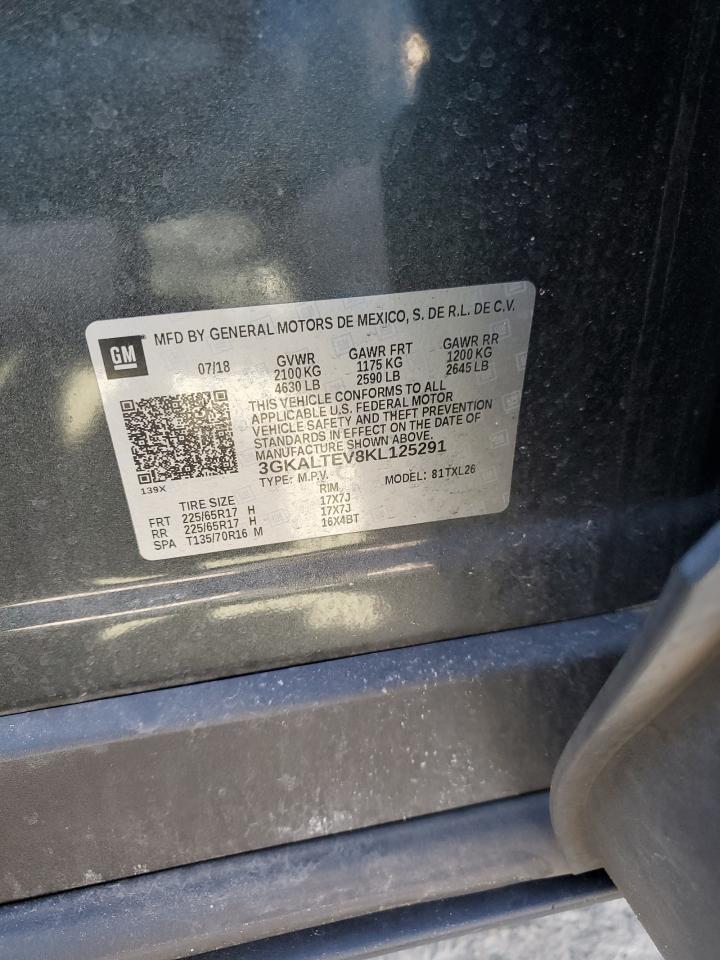 GM
MFD BY GENERAL MOTORS DE MEXICO, S. DE R.L. DE C.V.
07/18 GVWR GAWR FRT GAWR RR
2100 KG 1175 KG 1200 KG
4630 LB 2590 LB 2645 LB
THIS VEHICLE CONFORMS TO ALL
APPLICABLE U.S. FEDERAL MOTOR
VEHICLE SAFETY AND THEFT PREVENTION
STANDARDS IN EFFECT ON THE DATE OF
MANUFACTURE SHOWN ABOVE.
3GKALTEV8KL125291
TYPE: M.P.V. MODEL: 81TXL26
139X
TIRE SIZE RIM
FRT 225/65R17 H 17X7J
RR 225/65R17 H 17X7J
SPA T135/70R16 M 16X4BT